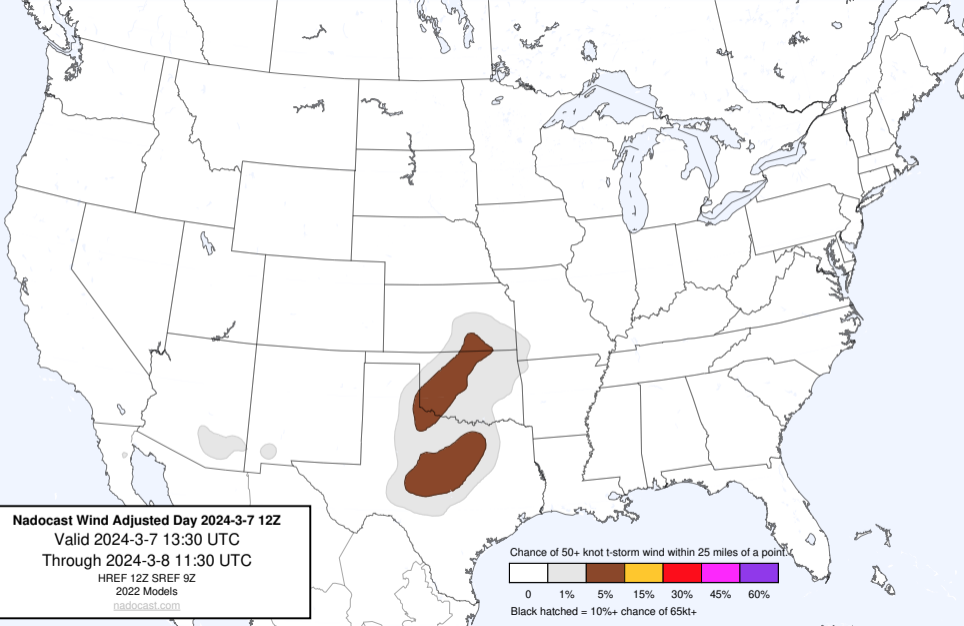 Nadocast Wind Adjusted Day 2024-3-7 12Z
Valid 2024-3-7 13:30 UTC
Through 2024-3-8 11:30 UTC
HREF 12Z SREF 9Z
2022 Models
nadocast.com
Chance of 50+ knot t-storm wind within 25 miles of a point.
0 1% 5% 15% 30% 45% 60%
Black hatched = 10%+ chance of 65kt+